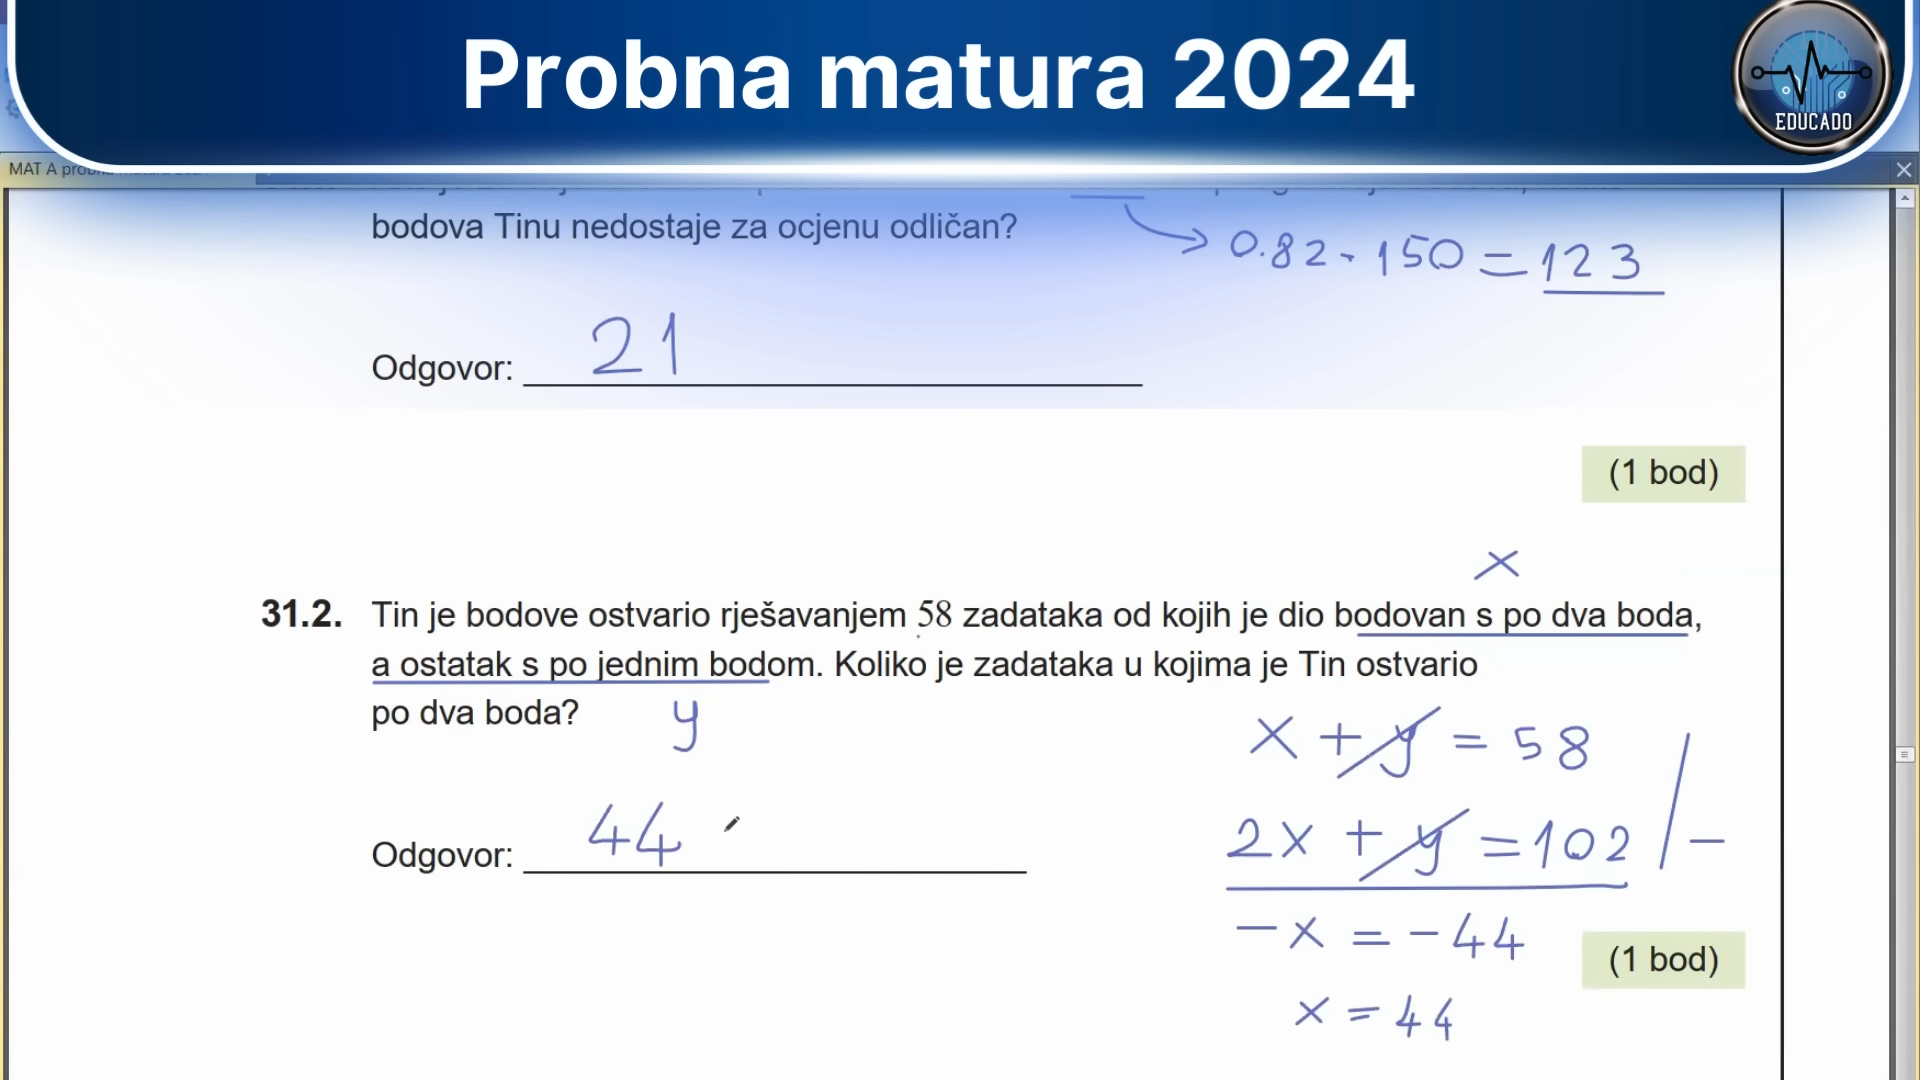 Probna matura 2024
EDUCADO
MAT A
bodova Tinu nedostaje za ocjenu odličan?
0.82 · 150 = 123
Odgovor: 21
(1 bod)
x
31.2. Tin je bodove ostvario rješavanjem 58 zadataka od kojih je dio bodovan s po dva boda,
a ostatak s po jednim bodom. Koliko je zadataka u kojima je Tin ostvario
po dva boda?
y
x + y = 58
2x + y = 102 / −
Odgovor: 44
− x = − 44
(1 bod)
x = 44